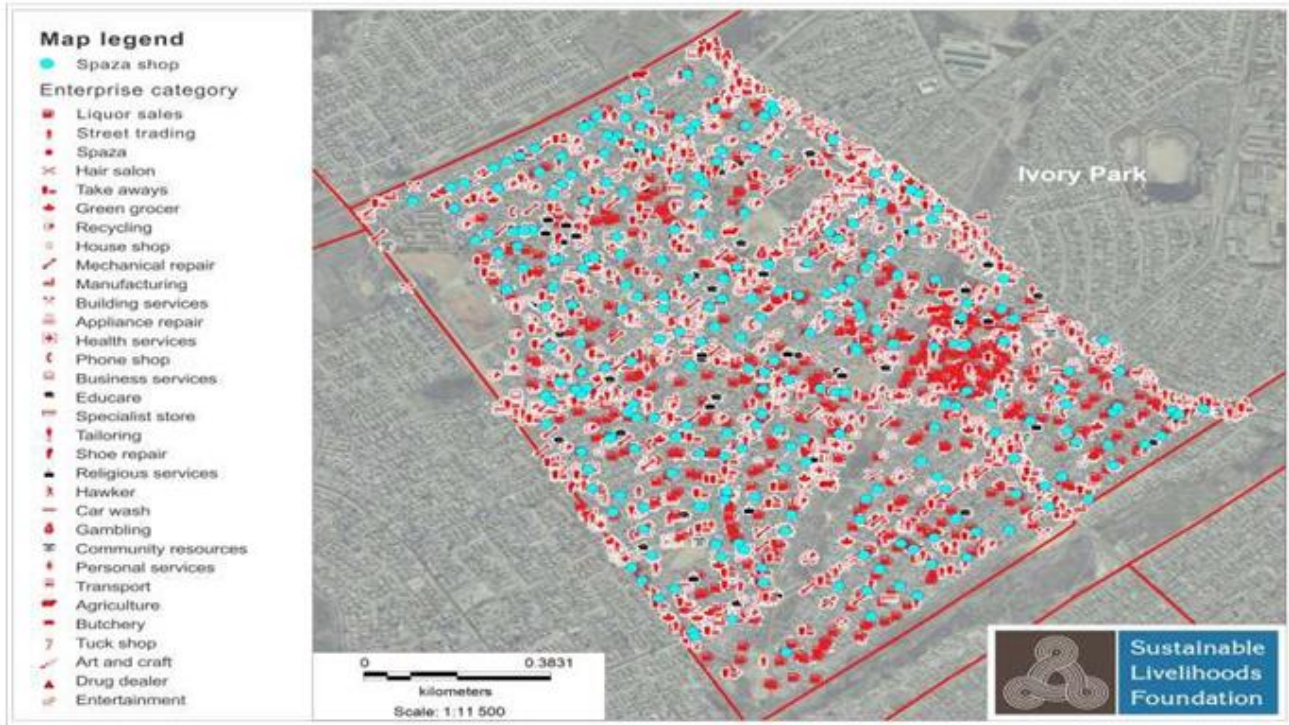 Map legend
Spaza shop
Enterprise category
Liquor sales
Street trading
Spaza
Hair salon
Take aways
Green grocer
Recycling
House shop
Mechanical repair
Manufacturing
Building services
Appliance repair
Health services
Phone shop
Business services
Educare
Specialist store
Tailoring
Shoe repair
Religious services
Hawker
Car wash
Gambling
Community resources
Personal services
Transport
Agriculture
Butchery
Tuck shop
Art and craft
Drug dealer
Entertainment
Ivory Park
0 0.3831
kilometers
Scale: 1:11 500
Sustainable
Livelihoods
Foundation